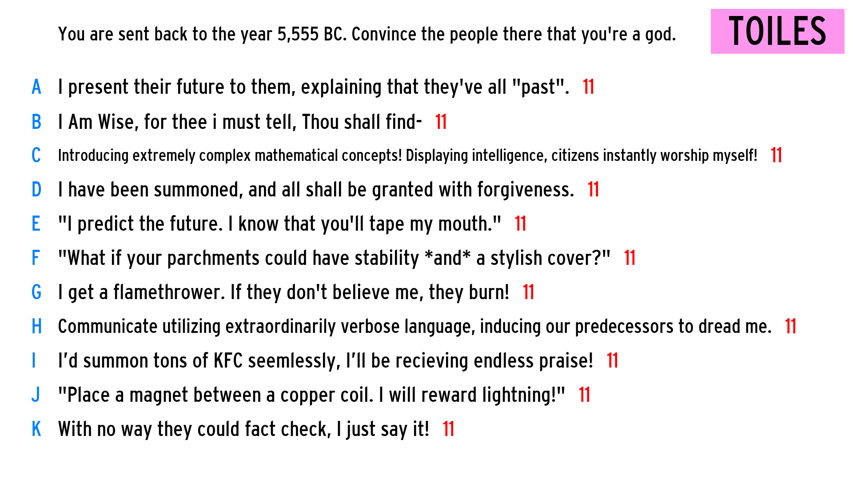 You are sent back to the year 5,555 BC. Convince the people there that you're a god.
TOILES
A I present their future to them, explaining that they've all "past". 11
B I Am Wise, for thee i must tell, Thou shall find- 11
C Introducing extremely complex mathematical concepts! Displaying intelligence, citizens instantly worship myself! 11
D I have been summoned, and all shall be granted with forgiveness. 11
E "I predict the future. I know that you'll tape my mouth." 11
F "What if your parchments could have stability *and* a stylish cover?" 11
G I get a flamethrower. If they don't believe me, they burn! 11
H Communicate utilizing extraordinarily verbose language, inducing our predecessors to dread me. 11
I I’d summon tons of KFC seemlessly, I’ll be recieving endless praise! 11
J "Place a magnet between a copper coil. I will reward lightning!" 11
K With no way they could fact check, I just say it! 11